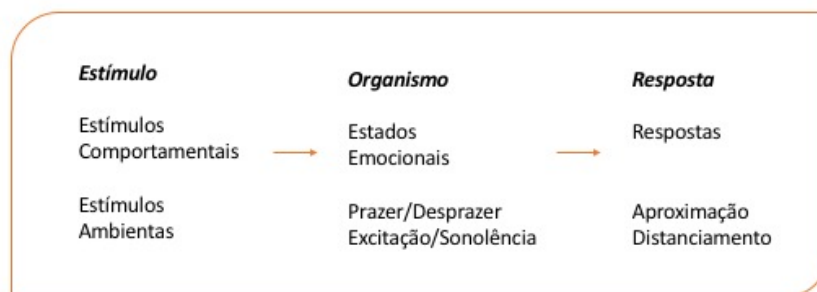 Estímulo
Estímulos
Comportamentais
Estímulos
Ambientas
Organismo
Estados
Emocionais
Prazer/Desprazer
Excitação/Sonolência
Resposta
Respostas
Aproximação
Distanciamento